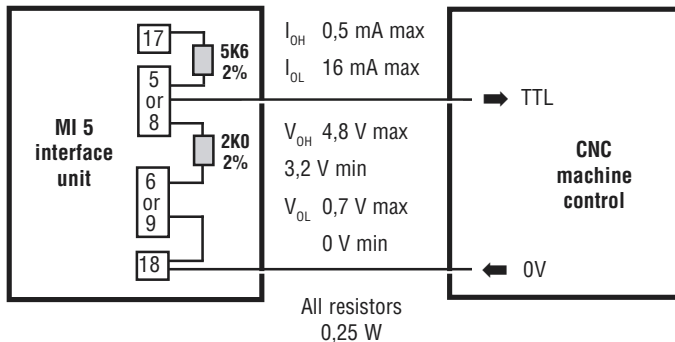 MI 5
interface
unit
17
5
or
8
6
or
9
18
5K6
2%
2K0
2%
I_OH 0,5 mA max
I_OL 16 mA max
V_OH 4,8 V max
3,2 V min
V_OL 0,7 V max
0 V min
All resistors
0,25 W
TTL
CNC
machine
control
0V